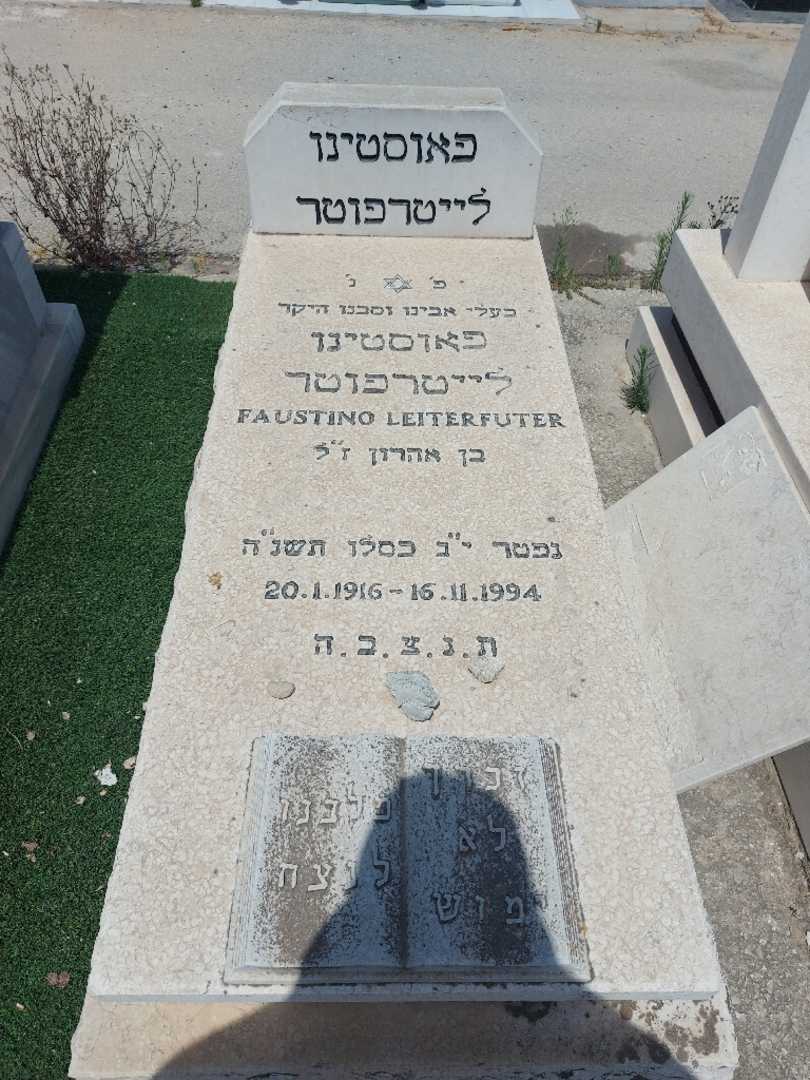 פאוסטינו
לייטרפוטר
פ' נ'
בעלי אבינו וסבנו היקר
פאוסטינו
לייטרפוטר
FAUSTINO LEITERFUTER
בן אהרון ז"ל
נפטר י"ג כסלו תשנ"ה
20.1.1916 - 16.11.1994
ת.נ.צ.ב.ה
זכרך
לא
ימוש
מלבנו
לנצח